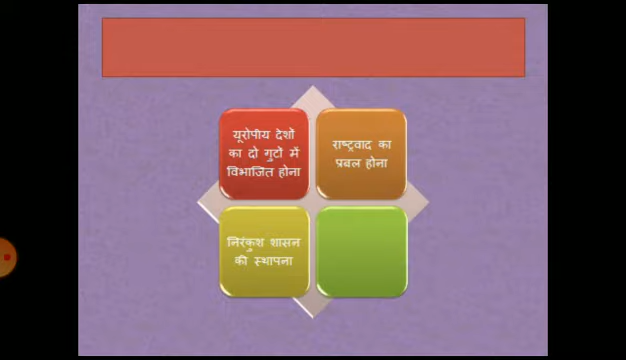 यूरोपीय देशों
का दो गुटों में
विभाजित होना
राष्ट्रवाद का
प्रबल होना
निरंकुश शासन
की स्थापना